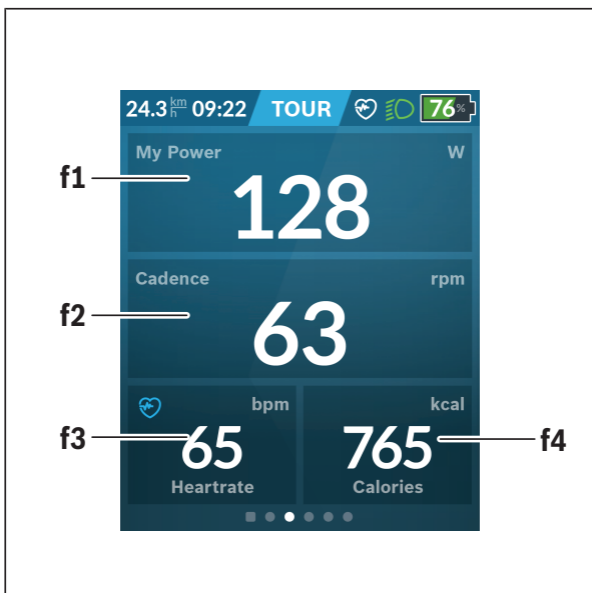 24.3 km/h 09:22 TOUR 76%
My Power W
f1
128
Cadence rpm
f2
63
bpm kcal
f3 65 765 f4
Heartrate Calories